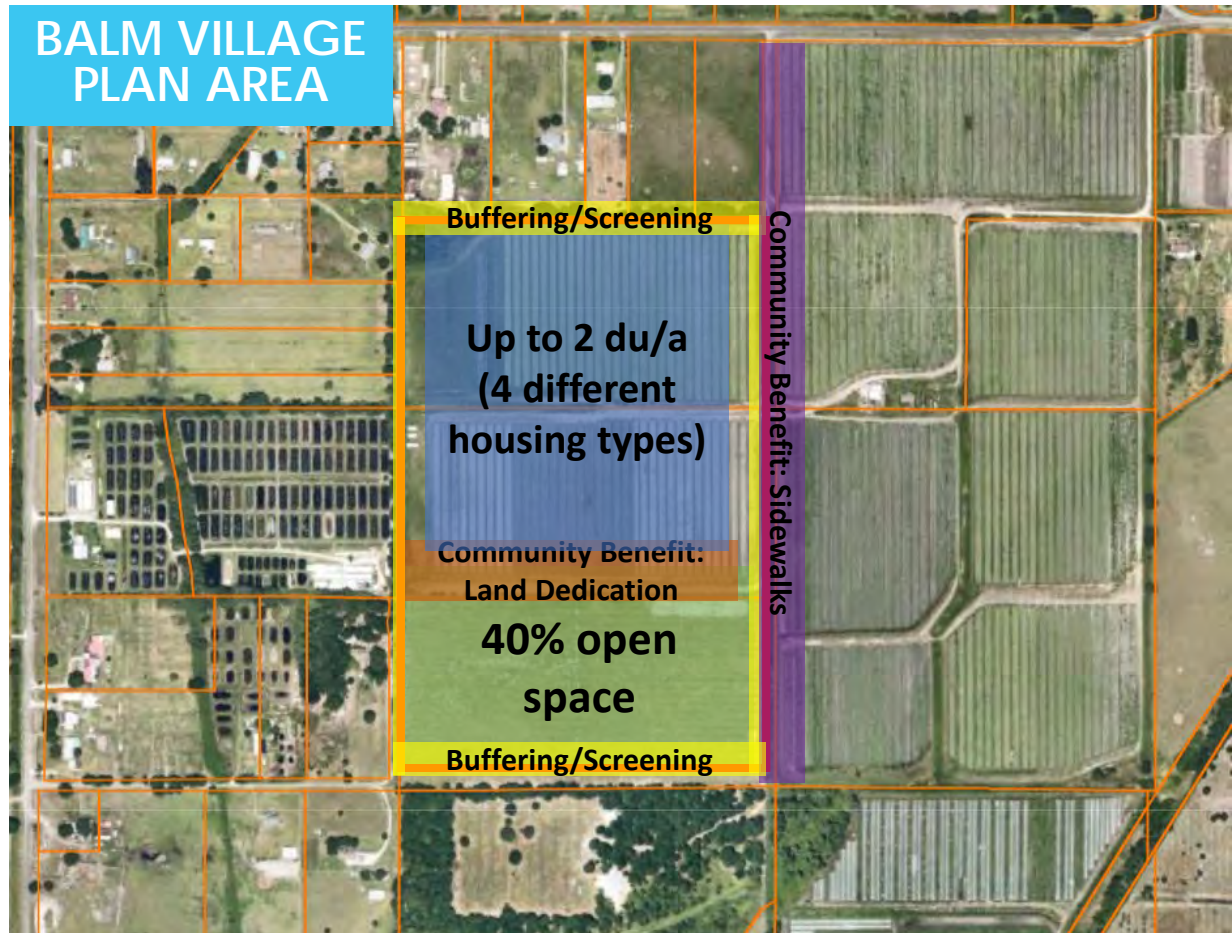 BALM VILLAGE
PLAN AREA
Buffering/Screening
Up to 2 du/a
(4 different
housing types)
Community Benefit: Sidewalks
Community Benefit:
Land Dedication
40% open
space
Buffering/Screening